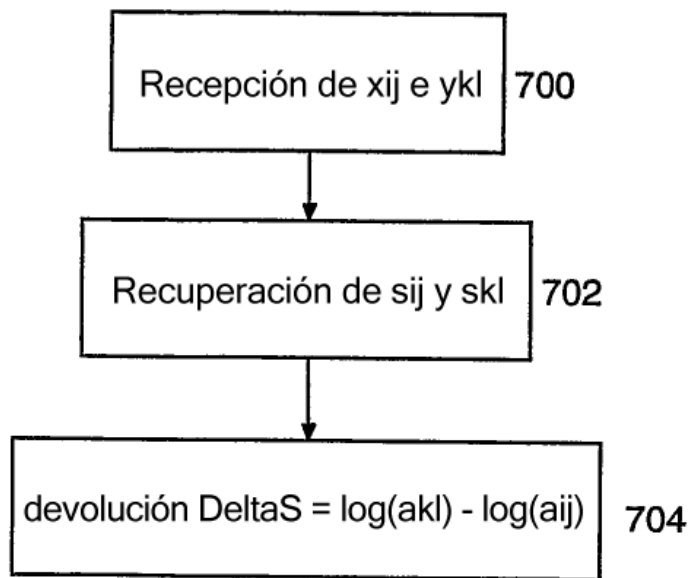 Recepción de xij e ykl 700
Recuperación de sij y skl 702
devolución DeltaS = log(akl) - log(aij) 704